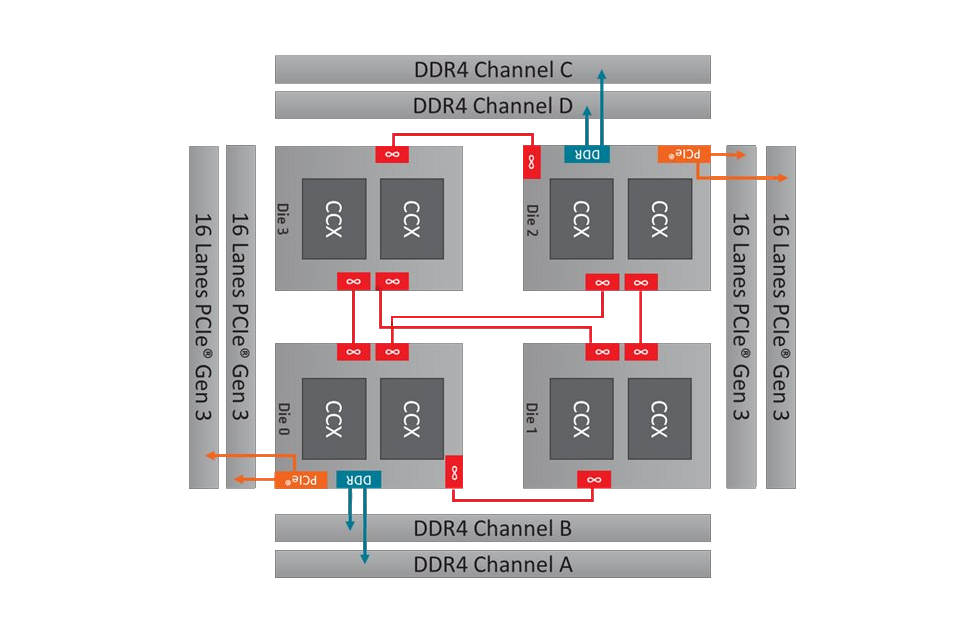 DDR4 Channel C
DDR4 Channel D
16 Lanes PCIe® Gen 3
16 Lanes PCIe® Gen 3
∞
∞
DDR
PCIe®
16 Lanes PCIe® Gen 3
16 Lanes PCIe® Gen 3
Die 3
CCX
CCX
Die 2
CCX
CCX
∞
∞
∞
∞
∞
∞
∞
∞
Die 0
CCX
CCX
Die 1
CCX
CCX
PCIe®
DDR
∞
∞
DDR4 Channel B
DDR4 Channel A